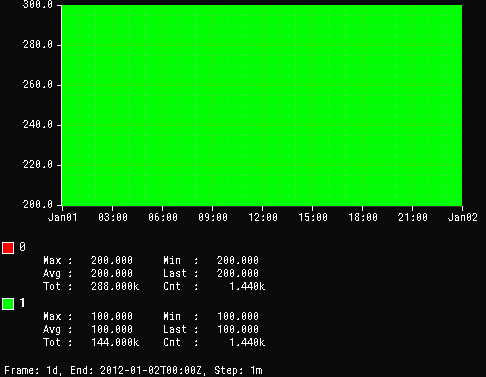 300.0
280.0
260.0
240.0
220.0
200.0
Jan01 03:00 06:00 09:00 12:00 15:00 18:00 21:00 Jan02
0
Max : 200.000 Min : 200.000
Avg : 200.000 Last : 200.000
Tot : 288.000k Cnt : 1.440k
1
Max : 100.000 Min : 100.000
Avg : 100.000 Last : 100.000
Tot : 144.000k Cnt : 1.440k
Frame: 1d, End: 2012-01-02T00:00Z, Step: 1m